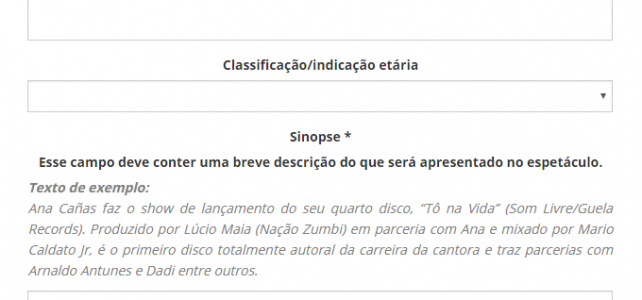 Classificação/indicação etária
Sinopse *
Esse campo deve conter uma breve descrição do que será apresentado no espetáculo.
Texto de exemplo:
Ana Cañas faz o show de lançamento do seu quarto disco, “Tô na Vida” (Som Livre/Guela
Records). Produzido por Lúcio Maia (Nação Zumbi) em parceria com Ana e mixado por Mario
Caldato Jr, é o primeiro disco totalmente autoral da carreira da cantora e traz parcerias com
Arnaldo Antunes e Dadi entre outros.